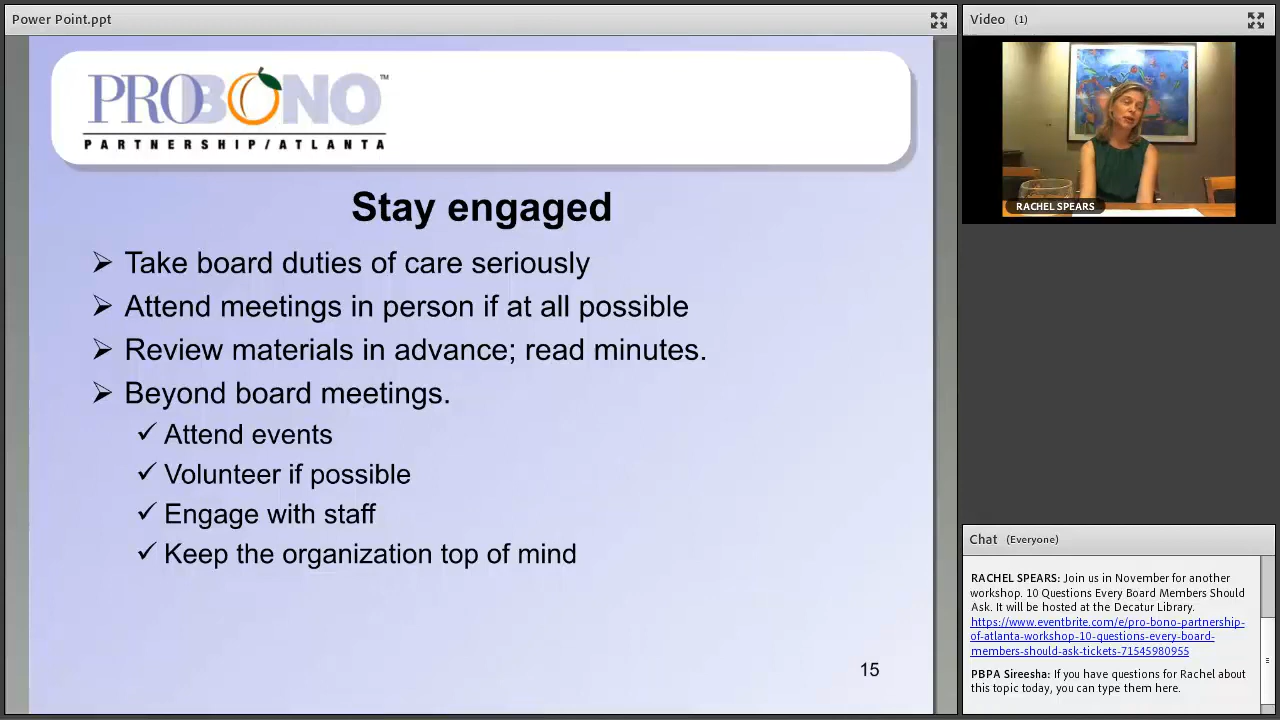 Power Point.ppt
PROBONO™
PARTNERSHIP/ATLANTA
Stay engaged
➢ Take board duties of care seriously
➢ Attend meetings in person if at all possible
➢ Review materials in advance; read minutes.
➢ Beyond board meetings.
✓ Attend events
✓ Volunteer if possible
✓ Engage with staff
✓ Keep the organization top of mind
15
Video (1)
RACHEL SPEARS
Chat (Everyone)
RACHEL SPEARS: Join us in November for another
workshop. 10 Questions Every Board Members Should
Ask. It will be hosted at the Decatur Library.
https://www.eventbrite.com/e/pro-bono-partnership-
of-atlanta-workshop-10-questions-every-board-
members-should-ask-tickets-71545980955
PBPA Sireesha: If you have questions for Rachel about
this topic today, you can type them here.